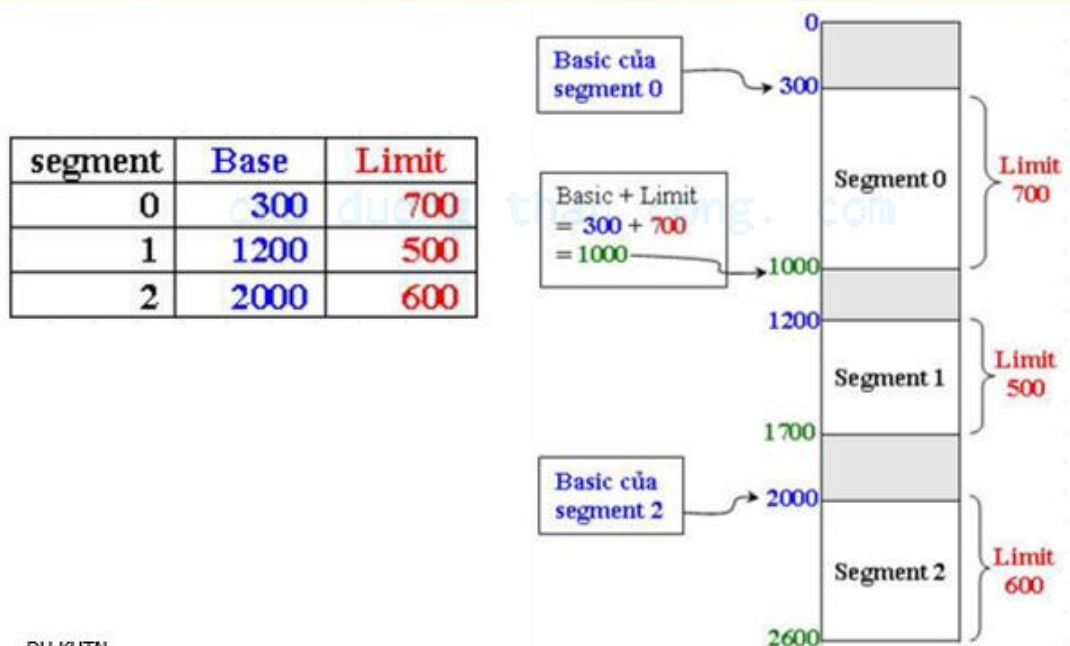 segment Base Limit
0 300 700
1 1200 500
2 2000 600
Basic của
segment 0
Basic + Limit
= 300 + 700
= 1000
Basic của
segment 2
0
300
Segment 0
1000
1200
Segment 1
1700
2000
Segment 2
2600
Limit
700
Limit
500
Limit
600